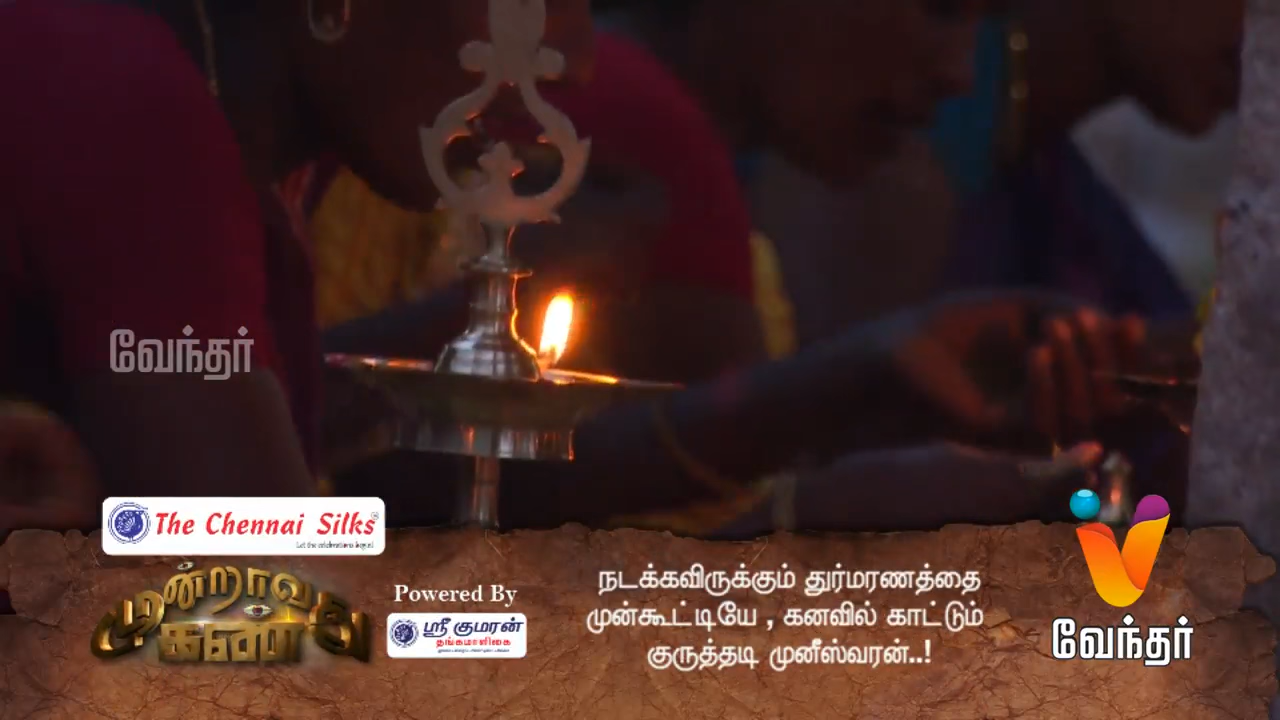 வேந்தர்
The Chennai Silks
Let the celebrations begin!
மூன்றாவது
கண்
Powered By
ஸ்ரீ குமரன்
தங்கமாளிகை
நடக்கவிருக்கும் துர்மரணத்தை
முன்கூட்டியே , கனவில் காட்டும்
குருத்தடி முனீஸ்வரன்..!
வேந்தர்